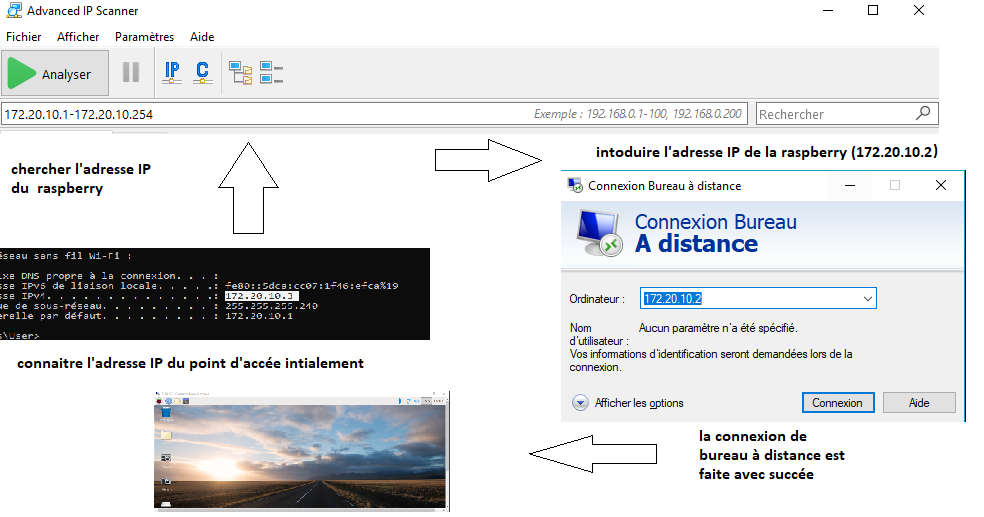 Advanced IP Scanner
Fichier Afficher Paramètres Aide
Analyser IP C
172.20.10.1-172.20.10.254 Exemple : 192.168.0.1-100, 192.168.0.200 Rechercher
chercher l'adresse IP
du raspberry
intoduire l'adresse IP de la raspberry (172.20.10.2)
Connexion Bureau à distance
Connexion Bureau
A distance
Ordinateur : 172.20.10.2
Nom d'utilisateur : Aucun paramètre n'a été spécifié.
Vos informations d'identification seront demandées lors de la
connexion.
Afficher les options Connexion Aide
éseau sans fil Wi-Fi :
ixe DNS propre à la connexion. . . :
sse IPv6 de liaison locale. . . . .: fe80::5dca:cc07:1f46:efca%19
sse IPv4. . . . . . . . . . . . . .: 172.20.10.3
ue de sous-réseau. . . . . . . . . : 255.255.255.240
erelle par défaut. . . . . . . . . : 172.20.10.1
s\User>
connaitre l'adresse IP du point d'accée intialement
la connexion de
bureau à distance est
faite avec succée